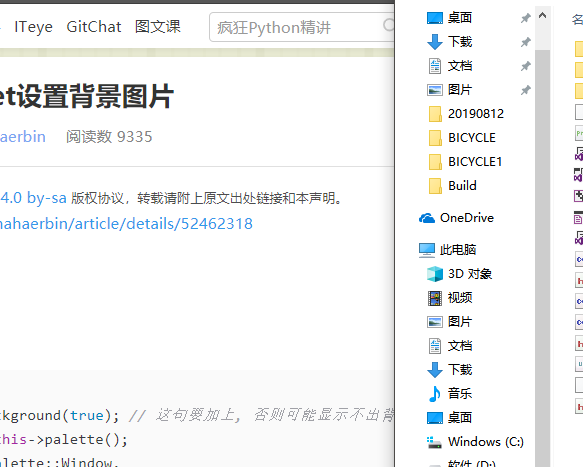 ITeye GitChat 图文课 疯狂Python精讲
et设置背景图片
aerbin 阅读数 9335
4.0 by-sa 版权协议，转载请附上原文出处链接和本声明。
nahaerbin/article/details/52462318
kground(true); // 这句要加上, 否则可能显示不出背
this->palette();
lette::Window,
桌面
下载
文档
图片
20190812
BICYCLE
BICYCLE1
Build
OneDrive
此电脑
3D 对象
视频
图片
文档
下载
音乐
桌面
Windows (C:)
软件 (D:)
名